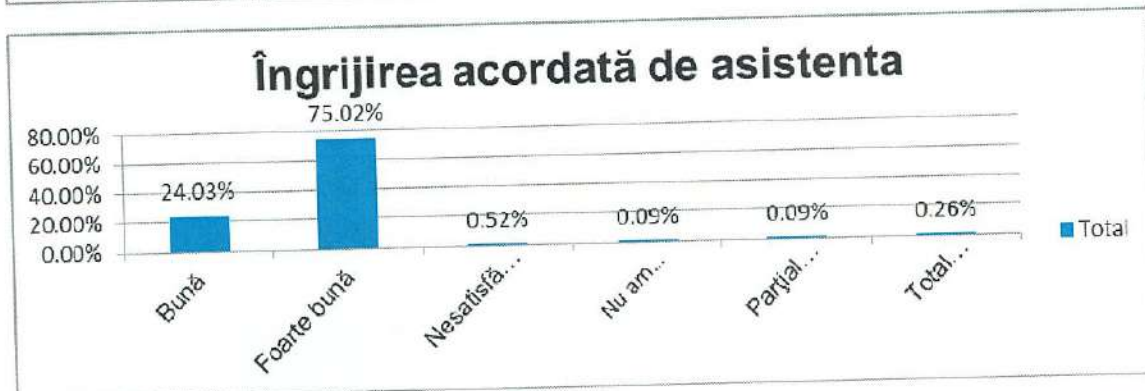 Îngrijirea acordată de asistenta
75.02%
80.00%
60.00%
40.00%
20.00%
0.00%
24.03%
0.52%
0.09%
0.09%
0.26%
Total
Bună
Foarte bună
Nesatisfă...
Nu am...
Parţial...
Total...